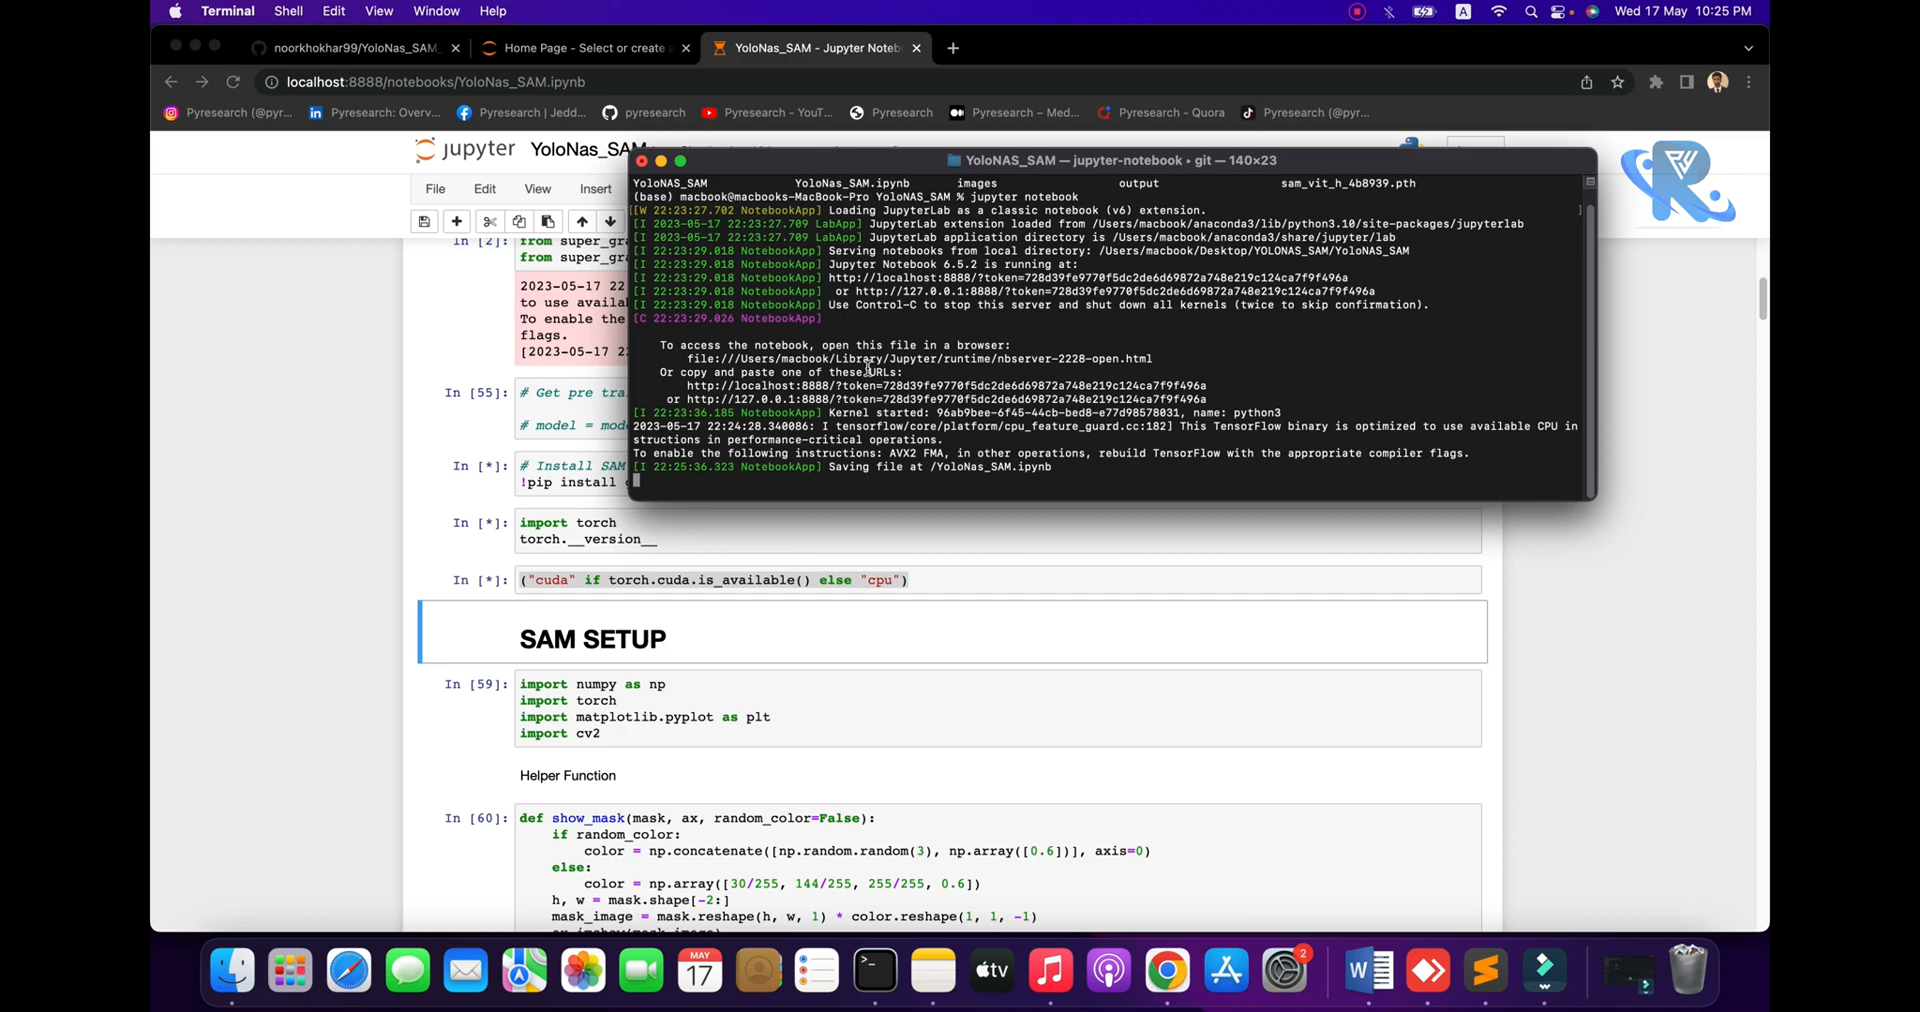 Terminal Shell Edit View Window Help
A Wed 17 May 10:25 PM
noorkhokhar99/YoloNas_SAM
Home Page - Select or create a
YoloNas_SAM - Jupyter Noteb
localhost:8888/notebooks/YoloNas_SAM.ipynb
Pyresearch (@pyr...
Pyresearch: Overv...
Pyresearch | Jedd...
pyresearch
Pyresearch - YouT...
Pyresearch
Pyresearch – Med...
Pyresearch - Quora
Pyresearch (@pyr...
jupyter YoloNas_SAM
File Edit View Insert
YoloNAS_SAM — jupyter-notebook ▸ git — 140×23
YoloNAS_SAM YoloNas_SAM.ipynb images output sam_vit_h_4b8939.pth
(base) macbook@macbooks-MacBook-Pro YoloNAS_SAM % jupyter notebook
[W 22:23:27.702 NotebookApp] Loading JupyterLab as a classic notebook (v6) extension.
[I 2023-05-17 22:23:27.709 LabApp] JupyterLab extension loaded from /Users/macbook/anaconda3/lib/python3.10/site-packages/jupyterlab
[I 2023-05-17 22:23:27.709 LabApp] JupyterLab application directory is /Users/macbook/anaconda3/share/jupyter/lab
[I 22:23:29.018 NotebookApp] Serving notebooks from local directory: /Users/macbook/Desktop/YOLONAS_SAM/YoloNAS_SAM
[I 22:23:29.018 NotebookApp] Jupyter Notebook 6.5.2 is running at:
[I 22:23:29.018 NotebookApp] http://localhost:8888/?token=728d39fe9770f5dc2de6d69872a748e219c124ca7f9f496a
[I 22:23:29.018 NotebookApp]  or http://127.0.0.1:8888/?token=728d39fe9770f5dc2de6d69872a748e219c124ca7f9f496a
[I 22:23:29.018 NotebookApp] Use Control-C to stop this server and shut down all kernels (twice to skip confirmation).
[C 22:23:29.026 NotebookApp]
To access the notebook, open this file in a browser:
file:///Users/macbook/Library/Jupyter/runtime/nbserver-2228-open.html
Or copy and paste one of these URLs:
http://localhost:8888/?token=728d39fe9770f5dc2de6d69872a748e219c124ca7f9f496a
or http://127.0.0.1:8888/?token=728d39fe9770f5dc2de6d69872a748e219c124ca7f9f496a
[I 22:23:36.185 NotebookApp] Kernel started: 96ab9bee-6f45-44cb-bed8-e77d98578031, name: python3
2023-05-17 22:24:28.340086: I tensorflow/core/platform/cpu_feature_guard.cc:182] This TensorFlow binary is optimized to use available CPU in
structions in performance-critical operations.
To enable the following instructions: AVX2 FMA, in other operations, rebuild TensorFlow with the appropriate compiler flags.
[I 22:25:36.323 NotebookApp] Saving file at /YoloNas_SAM.ipynb
In [2]: from super_gra
from super_gra
2023-05-17 22
to use availa
To enable the
flags.
[2023-05-17 22
In [55]: # Get pre tra
# model = mod
In [*]: # Install SAM
!pip install
In [*]: import torch
torch.__version__
In [*]: ("cuda" if torch.cuda.is_available() else "cpu")
SAM SETUP
In [59]: import numpy as np
import torch
import matplotlib.pyplot as plt
import cv2
Helper Function
In [60]: def show_mask(mask, ax, random_color=False):
if random_color:
color = np.concatenate([np.random.random(3), np.array([0.6])], axis=0)
else:
color = np.array([30/255, 144/255, 255/255, 0.6])
h, w = mask.shape[-2:]
mask_image = mask.reshape(h, w, 1) * color.reshape(1, 1, -1)
MAY
17
tv
2